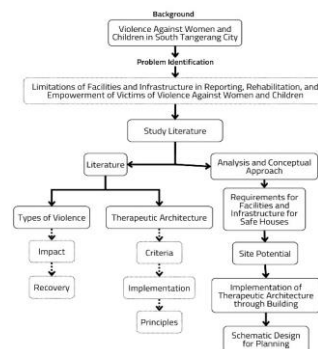 Background
Violence Against Women and
Children in South Tangerang City
Problem Identification
Limitations of Facilities and Infrastructure in Reporting, Rehabilitation, and
Empowerment of Victims of Violence Against Women and Children
Study Literature
Literature
Analysis and Conceptual
Approach
Types of Violence
Therapeutic Architecture
Requirements for
Facilities and
Infrastructure for
Safe Houses
Impact
Criteria
Site Potential
Recovery
Implementation
Implementation of
Therapeutic Architecture
through Building
Principles
Schematic Design
for Planning